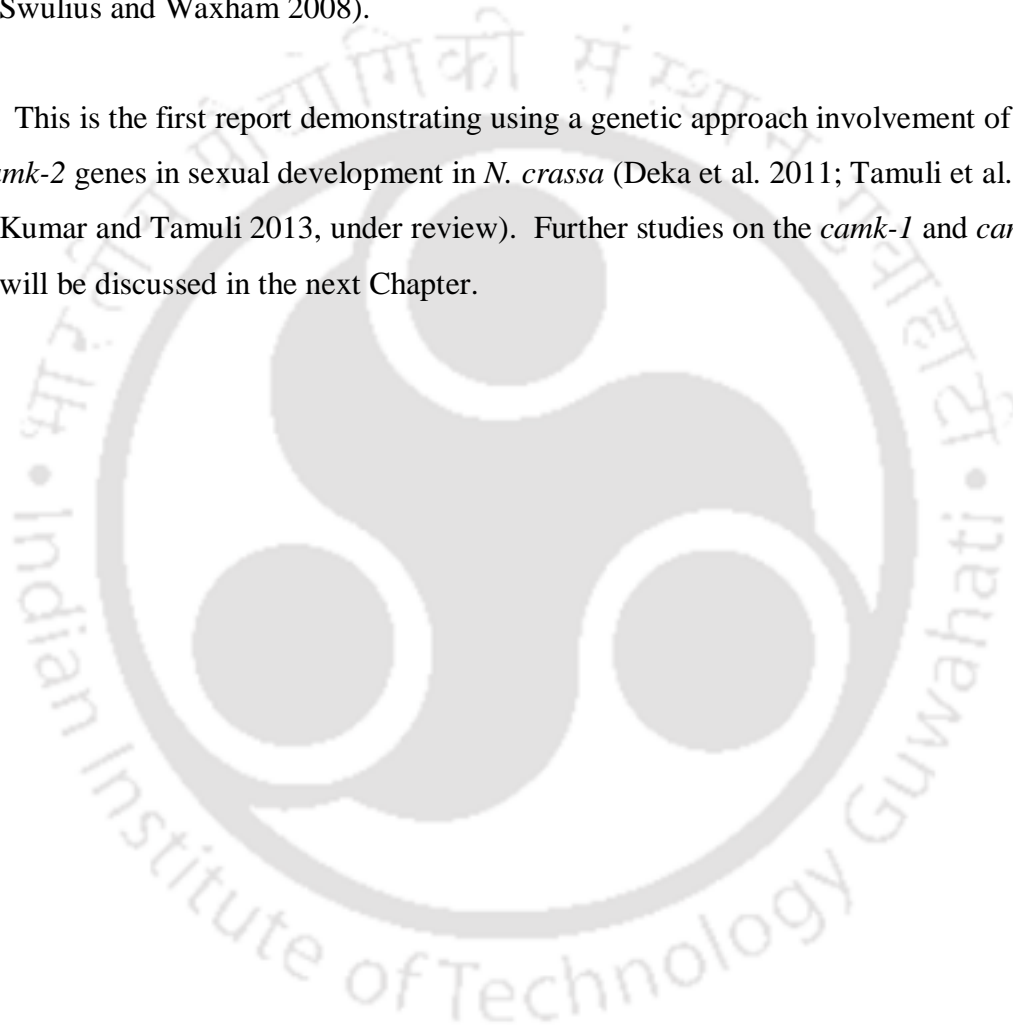 Swulius and Waxham 2008).
This is the first report demonstrating using a genetic approach involvement of
mk-2 genes in sexual development in N. crassa (Deka et al. 2011; Tamuli et al.
Kumar and Tamuli 2013, under review). Further studies on the camk-1 and
will be discussed in the next Chapter.
भारतीय प्रौद्योगिकी संस्थान गुवाहाटी
Indian Institute of Technology Guwahati